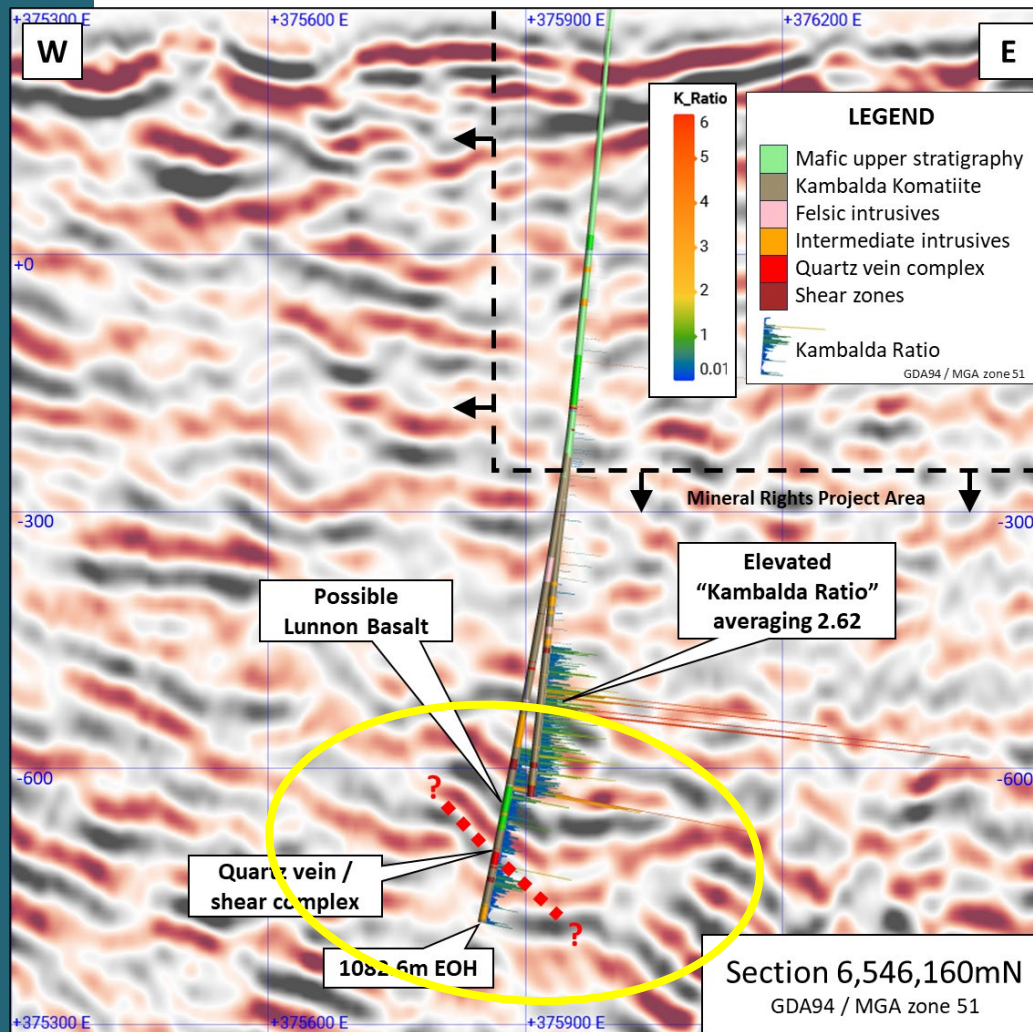 +375300 E
+375600 E
+375900 E
+376200 E
W
E
K_Ratio
6
5
4
3
2
1
0.01
LEGEND
Mafic upper stratigraphy
Kambalda Komatiite
Felsic intrusives
Intermediate intrusives
Quartz vein complex
Shear zones
Kambalda Ratio
GDA94 / MGA zone 51
+0
Mineral Rights Project Area
-300
-300
Elevated
“Kambalda Ratio”
averaging 2.62
Possible
Lunnon Basalt
-600
-600
?
Quartz vein /
shear complex
?
1082.6m EOH
Section 6,546,160mN
GDA94 / MGA zone 51
+375300 E
+375600 E
+375900 E